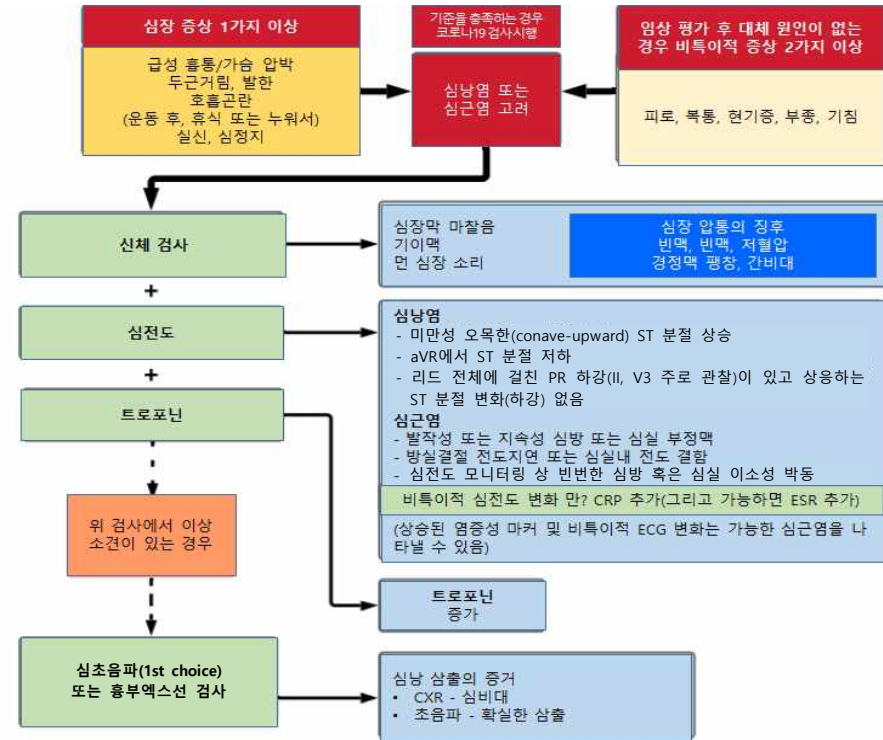 심장 증상 1가지 이상
급성 흉통/가슴 압박
두근거림, 발한
호흡곤란
(운동 후, 휴식 또는 누워서)
실신, 심정지
기준을 충족하는 경우
코로나19 검사시행
심낭염 또는
심근염 고려
임상 평가 후 대체 원인이 없는
경우 비특이적 증상 2가지 이상
피로, 복통, 현기증, 부종, 기침
신체 검사
심장막 마찰음
기이맥
먼 심장 소리
심장 압통의 징후
빈맥, 빈맥, 저혈압
경정맥 팽창, 간비대
+
심전도
심낭염
- 미만성 오목한(conave-upward) ST 분절 상승
- aVR에서 ST 분절 저하
- 리드 전체에 걸친 PR 하강(II, V3 주로 관찰)이 있고 상응하는
ST 분절 변화(하강) 없음
심근염
- 발작성 또는 지속성 심방 또는 심실 부정맥
- 방실결절 전도지연 또는 심실내 전도 결함
- 심전도 모니터링 상 빈번한 심방 혹은 심실 이소성 박동
비특이적 심전도 변화 만? CRP 추가(그리고 가능하면 ESR 추가)
(상승된 염증성 마커 및 비특이적 ECG 변화는 가능한 심근염을 나
타낼 수 있음)
+
트로포닌
위 검사에서 이상
소견이 있는 경우
트로포닌
증가
심초음파(1st choice)
또는 흉부엑스선 검사
심낭 삼출의 증거
• CXR - 심비대
• 초음파 - 확실한 삼출